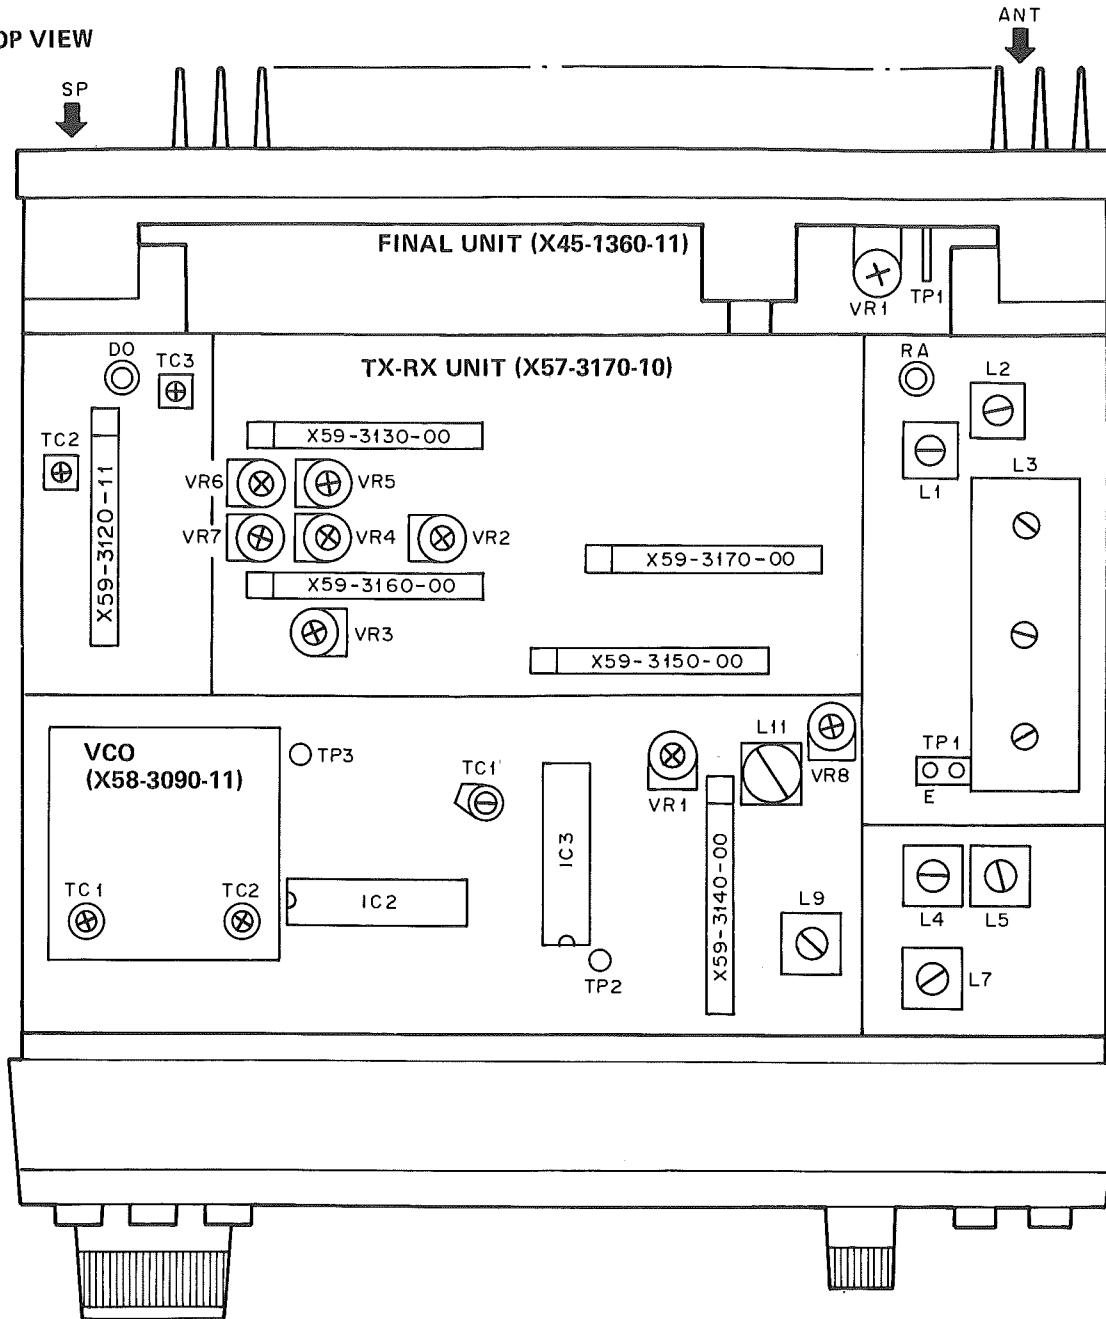 OP VIEW
ANT
SP
FINAL UNIT (X45-1360-11)
VR1
TP1
DO
TC3
TX-RX UNIT (X57-3170-10)
RA
L2
TC2
X59-3120-11
X59-3130-00
L1
L3
VR6
VR5
VR7
VR4
VR2
X59-3170-00
X59-3160-00
VR3
X59-3150-00
VCO
(X58-3090-11)
TP3
TC1
IC3
VR1
L11
VR8
TP1
E
X59-3140-00
TC1
TC2
IC2
TP2
L9
L4
L5
L7